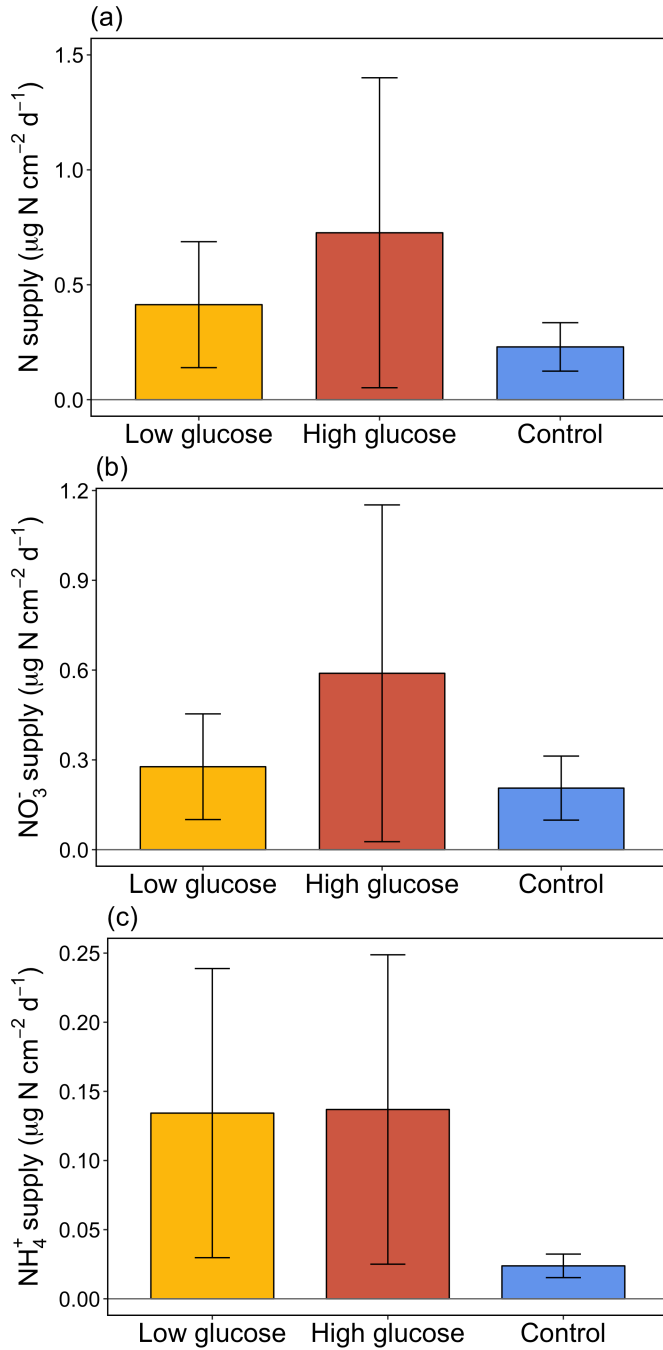 (a)
N supply (μg N cm⁻² d⁻¹)
1.5
1.0
0.5
0.0
Low glucose High glucose Control
(b)
NO₃⁻ supply (μg N cm⁻² d⁻¹)
1.2
0.9
0.6
0.3
0.0
Low glucose High glucose Control
(c)
NH₄⁺ supply (μg N cm⁻² d⁻¹)
0.25
0.20
0.15
0.10
0.05
0.00
Low glucose High glucose Control